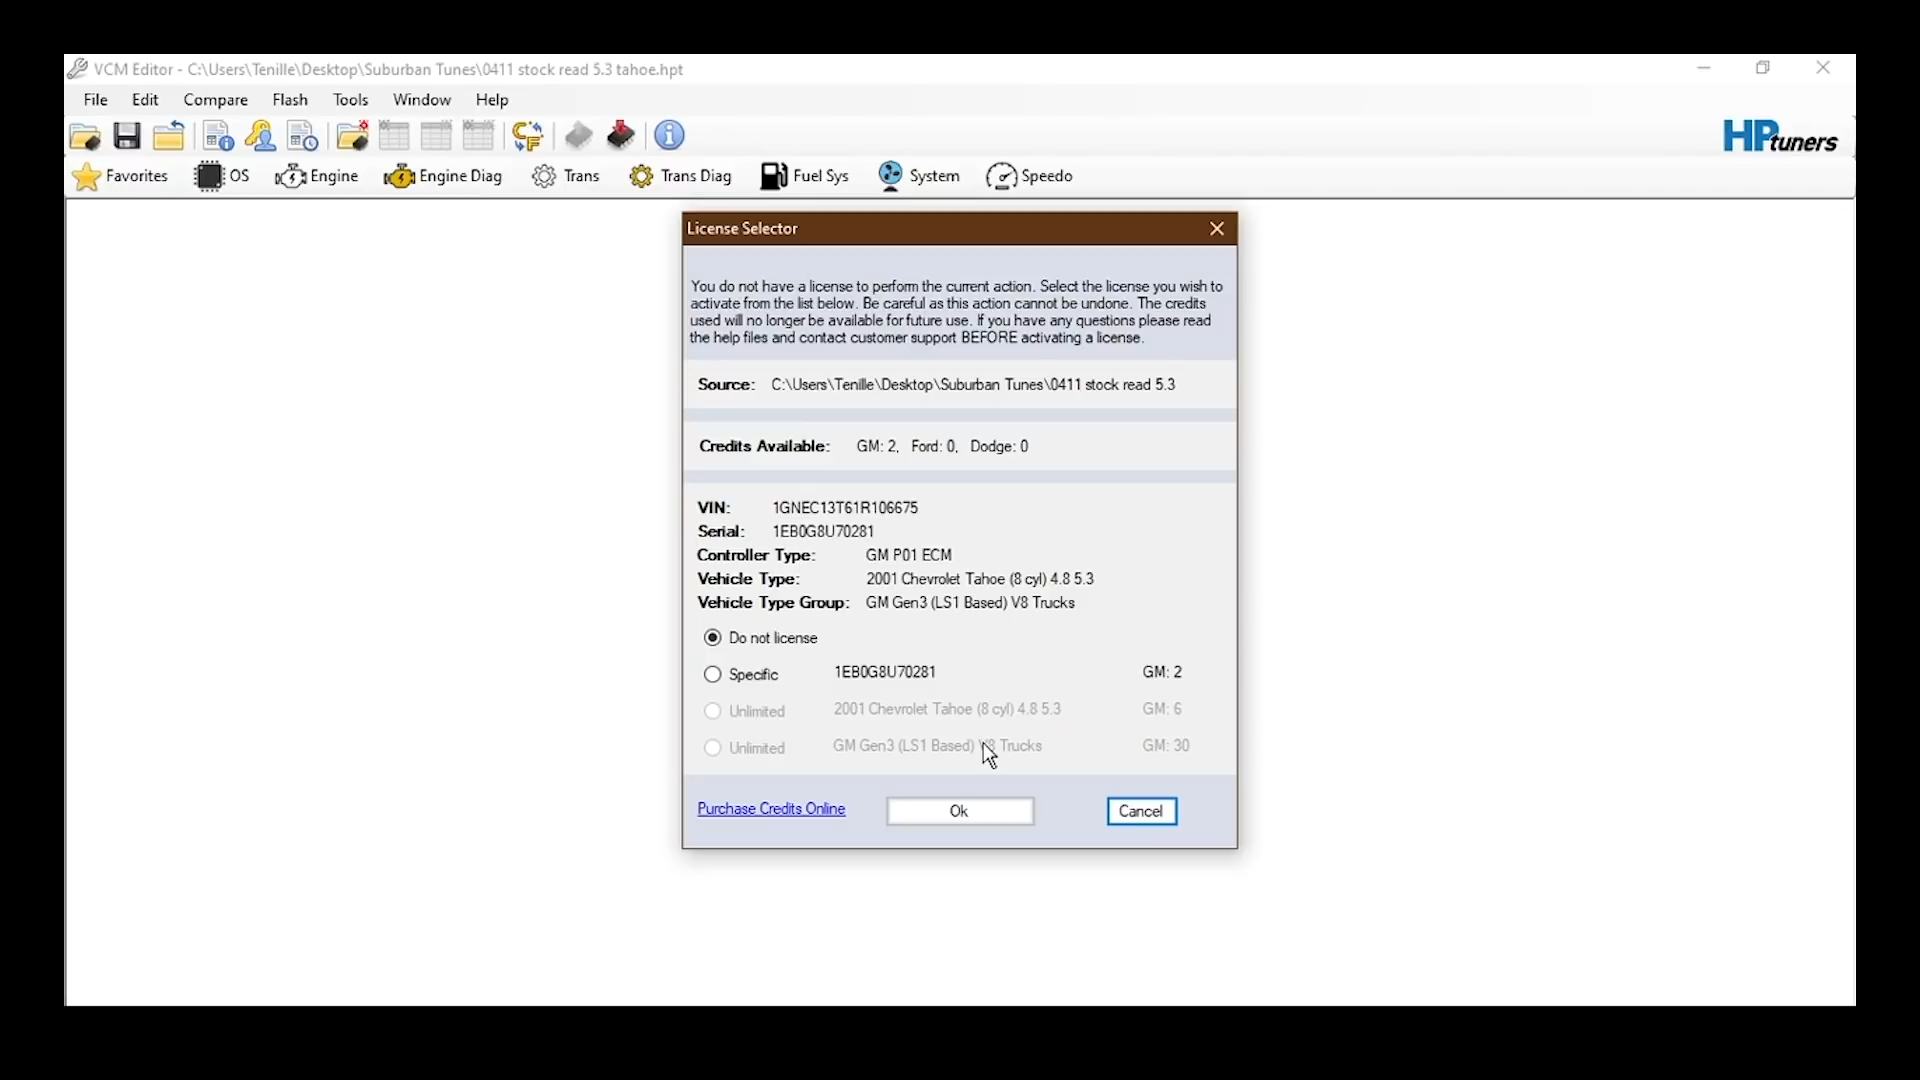 VCM Editor - C:\Users\Tenille\Desktop\Suburban Tunes\0411 stock read 5.3 tahoe.hpt
File Edit Compare Flash Tools Window Help
HPtuners
Favorites OS Engine Engine Diag Trans Trans Diag Fuel Sys System Speedo
License Selector
You do not have a license to perform the current action. Select the license you wish to
activate from the list below. Be careful as this action cannot be undone. The credits
used will no longer be available for future use. If you have any questions please read
the help files and contact customer support BEFORE activating a license.
Source: C:\Users\Tenille\Desktop\Suburban Tunes\0411 stock read 5.3
Credits Available: GM: 2, Ford: 0, Dodge: 0
VIN: 1GNEC13T61R106675
Serial: 1EB0G8U70281
Controller Type: GM P01 ECM
Vehicle Type: 2001 Chevrolet Tahoe (8 cyl) 4.8 5.3
Vehicle Type Group: GM Gen3 (LS1 Based) V8 Trucks
Do not license
Specific 1EB0G8U70281 GM: 2
Unlimited 2001 Chevrolet Tahoe (8 cyl) 4.8 5.3 GM: 6
Unlimited GM Gen3 (LS1 Based) V8 Trucks GM: 30
Purchase Credits Online Ok Cancel